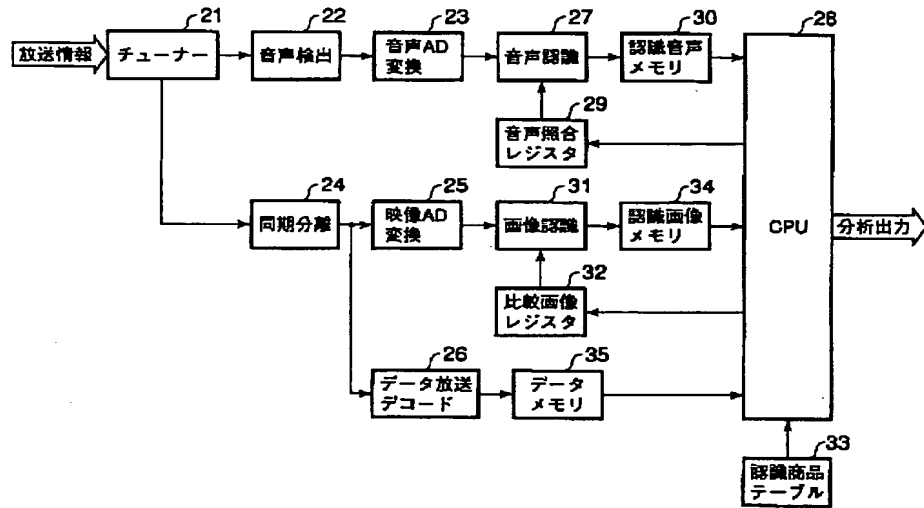 21
22
23
27
30
28
放送情報
チューナー
音声検出
音声AD
変換
音声認識
認識音声
メモリ
29
音声照合
レジスタ
24
25
31
34
同期分離
映像AD
変換
画像認識
認識画像
メモリ
CPU
分析出力
32
比較画像
レジスタ
26
35
データ放送
デコード
データ
メモリ
33
認識商品
テーブル